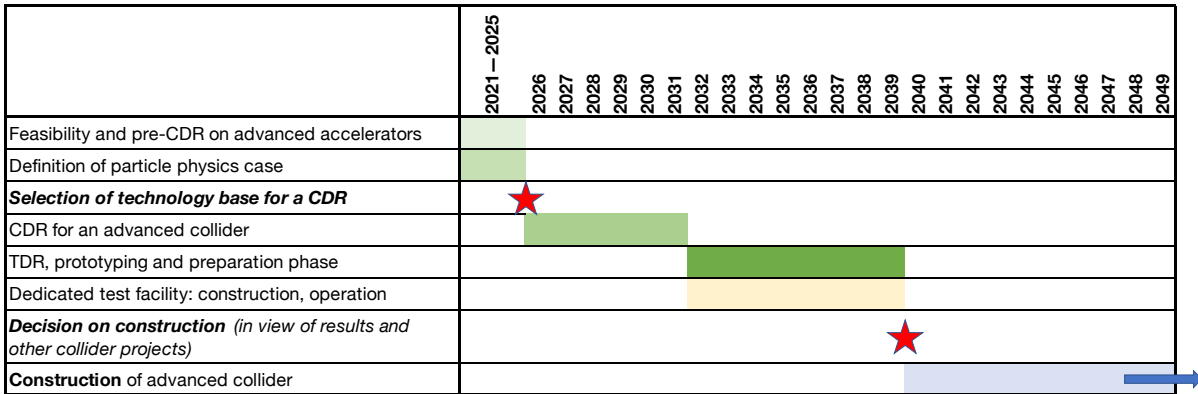 2021—2025
2026
2027
2028
2029
2030
2031
2032
2033
2034
2035
2036
2037
2038
2039
2040
2041
2042
2043
2044
2045
2046
2047
2048
2049
Feasibility and pre-CDR on advanced accelerators
Definition of particle physics case
Selection of technology base for a CDR
CDR for an advanced collider
TDR, prototyping and preparation phase
Dedicated test facility: construction, operation
Decision on construction (in view of results and
other collider projects)
Construction of advanced collider